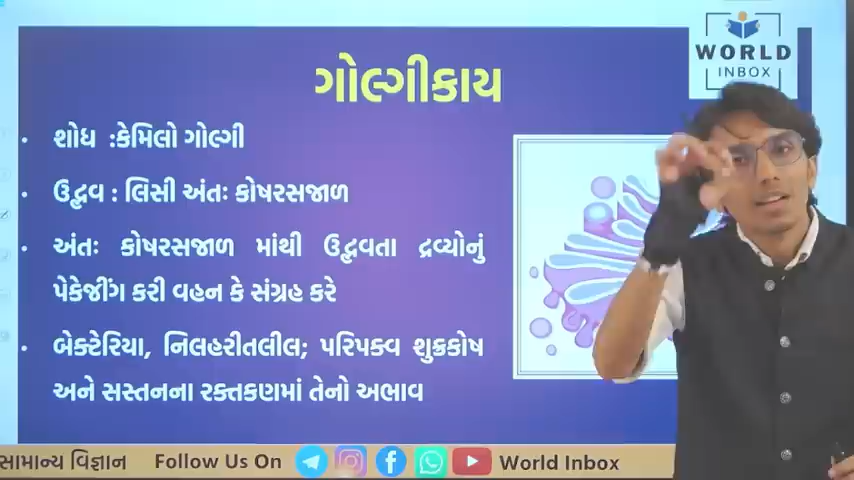 WORLD
INBOX
ગોલ્ગીકાય
• શોધ :કેમિલો ગોલ્ગી
• ઉદ્ભવ : લિસી અંતઃ કોષરસજાળ
• અંતઃ કોષરસજાળ માંથી ઉદ્ભવતા દ્રવ્યોનું
પેકેજીંગ કરી વહન કે સંગ્રહ કરે
• બેક્ટેરિયા, નિલહરીતલીલ; પરિપક્વ શુક્રકોષ
અને સસ્તનના રક્તકણમાં તેનો અભાવ
સામાન્ય વિજ્ઞાન Follow Us On World Inbox